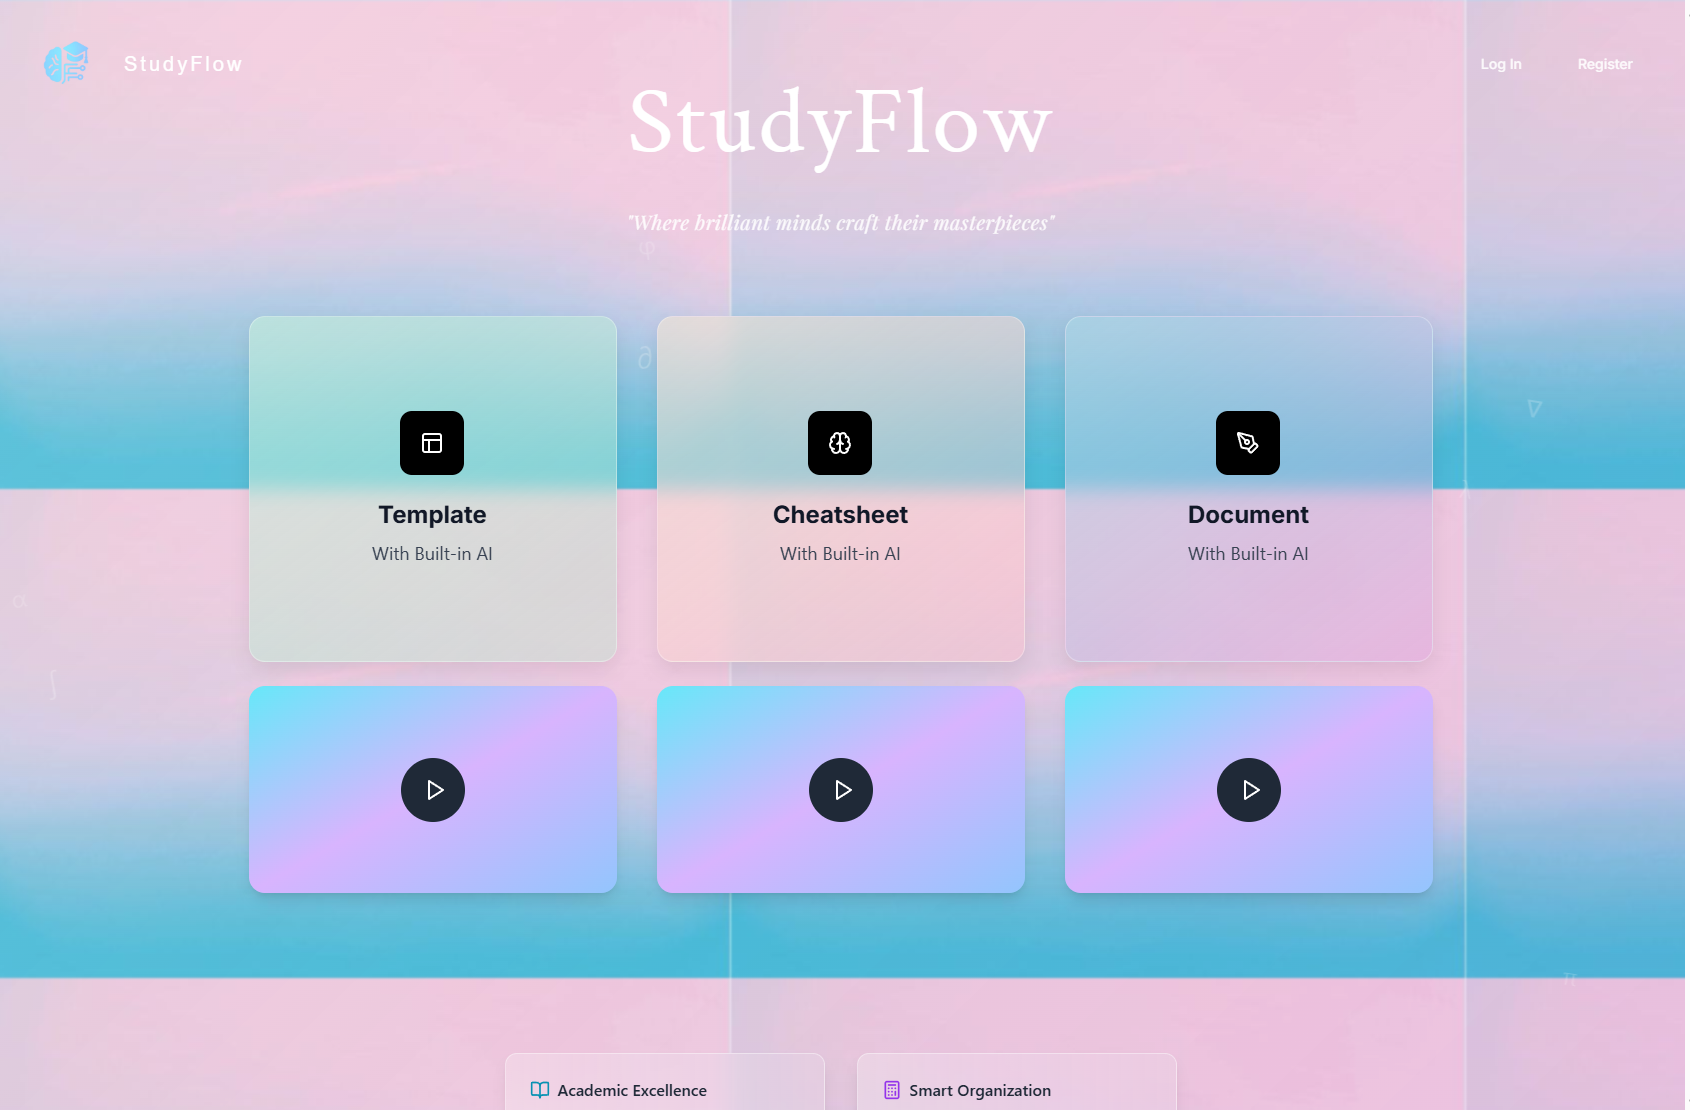 StudyFlow
Log In
Register
StudyFlow
"Where brilliant minds craft their masterpieces"
φ
∂
∇
Template
Cheatsheet
Document
With Built-in AI
With Built-in AI
With Built-in AI
λ
α
∫
π
Academic Excellence
Smart Organization